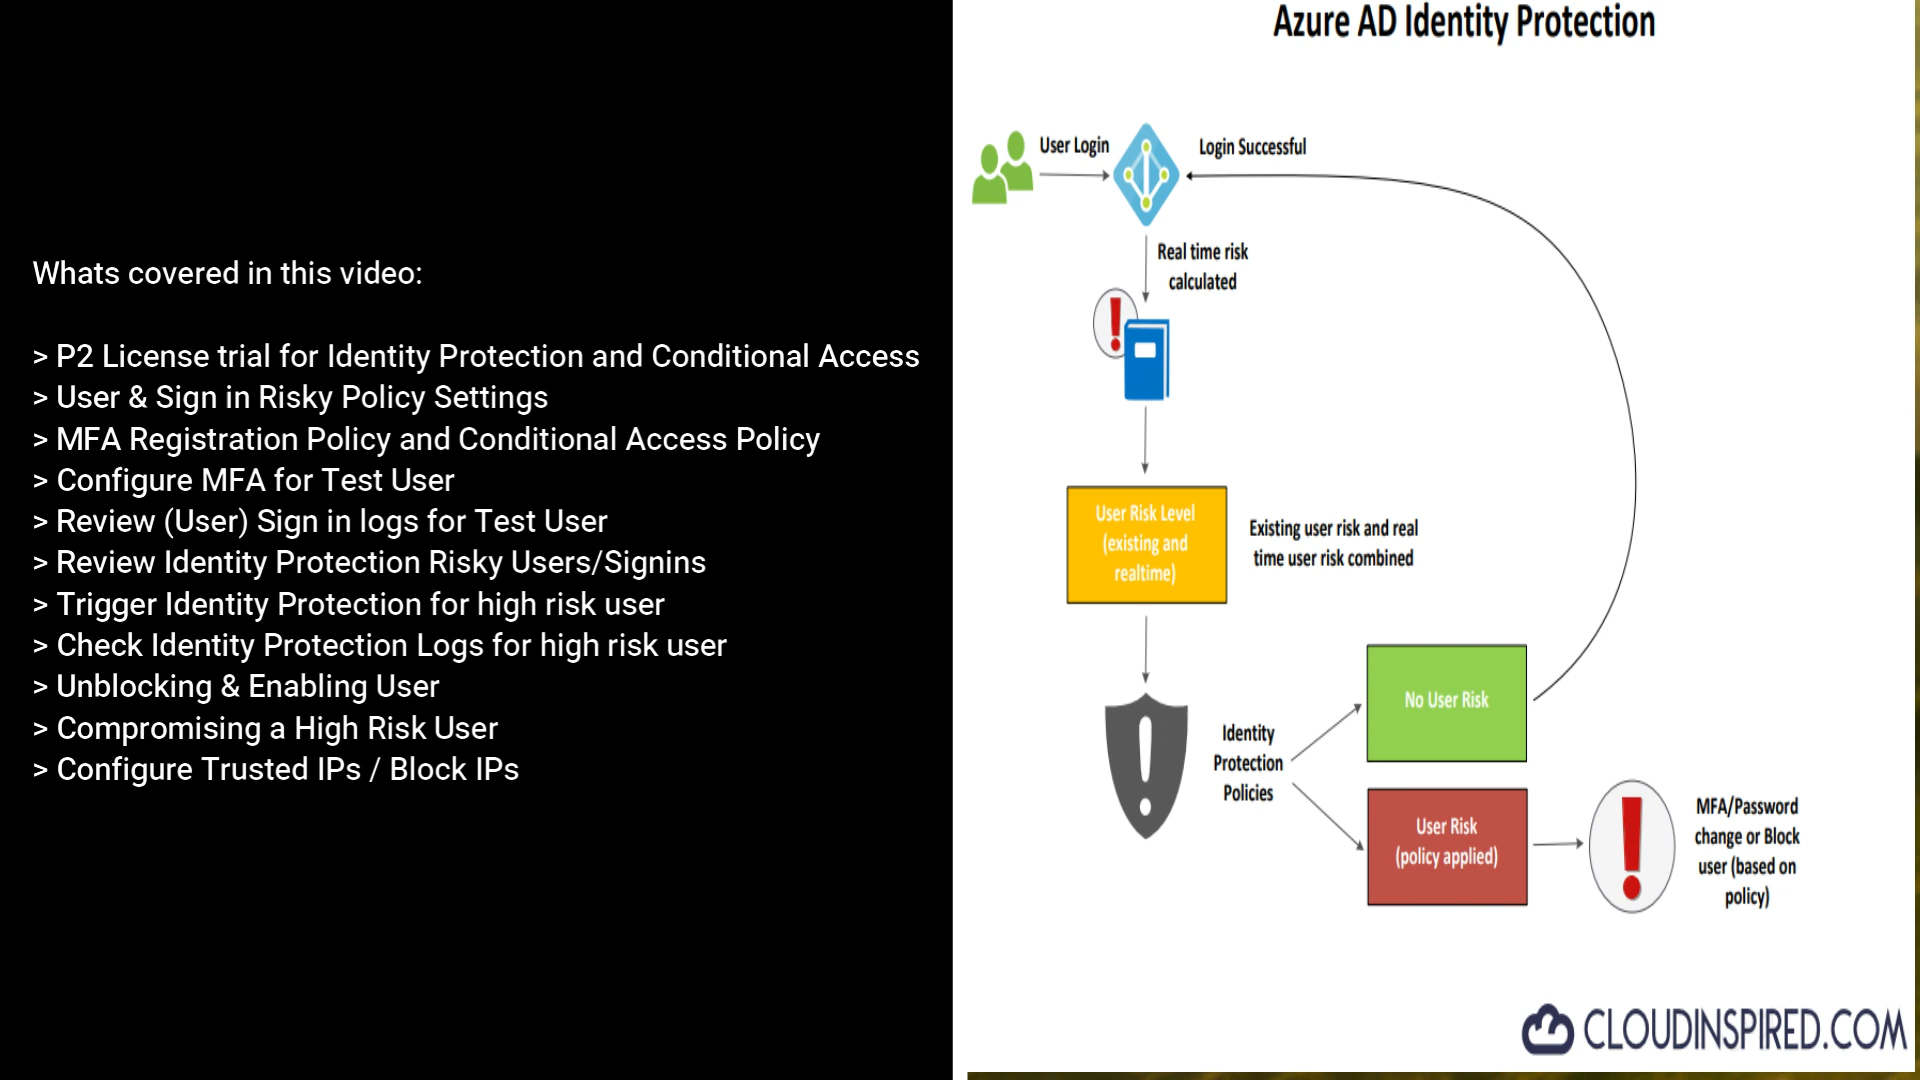 Whats covered in this video:
> P2 License trial for Identity Protection and Conditional Access
> User & Sign in Risky Policy Settings
> MFA Registration Policy and Conditional Access Policy
> Configure MFA for Test User
> Review (User) Sign in logs for Test User
> Review Identity Protection Risky Users/Signins
> Trigger Identity Protection for high risk user
> Check Identity Protection Logs for high risk user
> Unblocking & Enabling User
> Compromising a High Risk User
> Configure Trusted IPs / Block IPs
Azure AD Identity Protection
User Login
Login Successful
Real time risk
calculated
User Risk Level
(existing and
realtime)
Existing user risk and real
time user risk combined
Identity
Protection
Policies
No User Risk
User Risk
(policy applied)
MFA/Password
change or Block
user (based on
policy)
CLOUDINSPIRED.COM